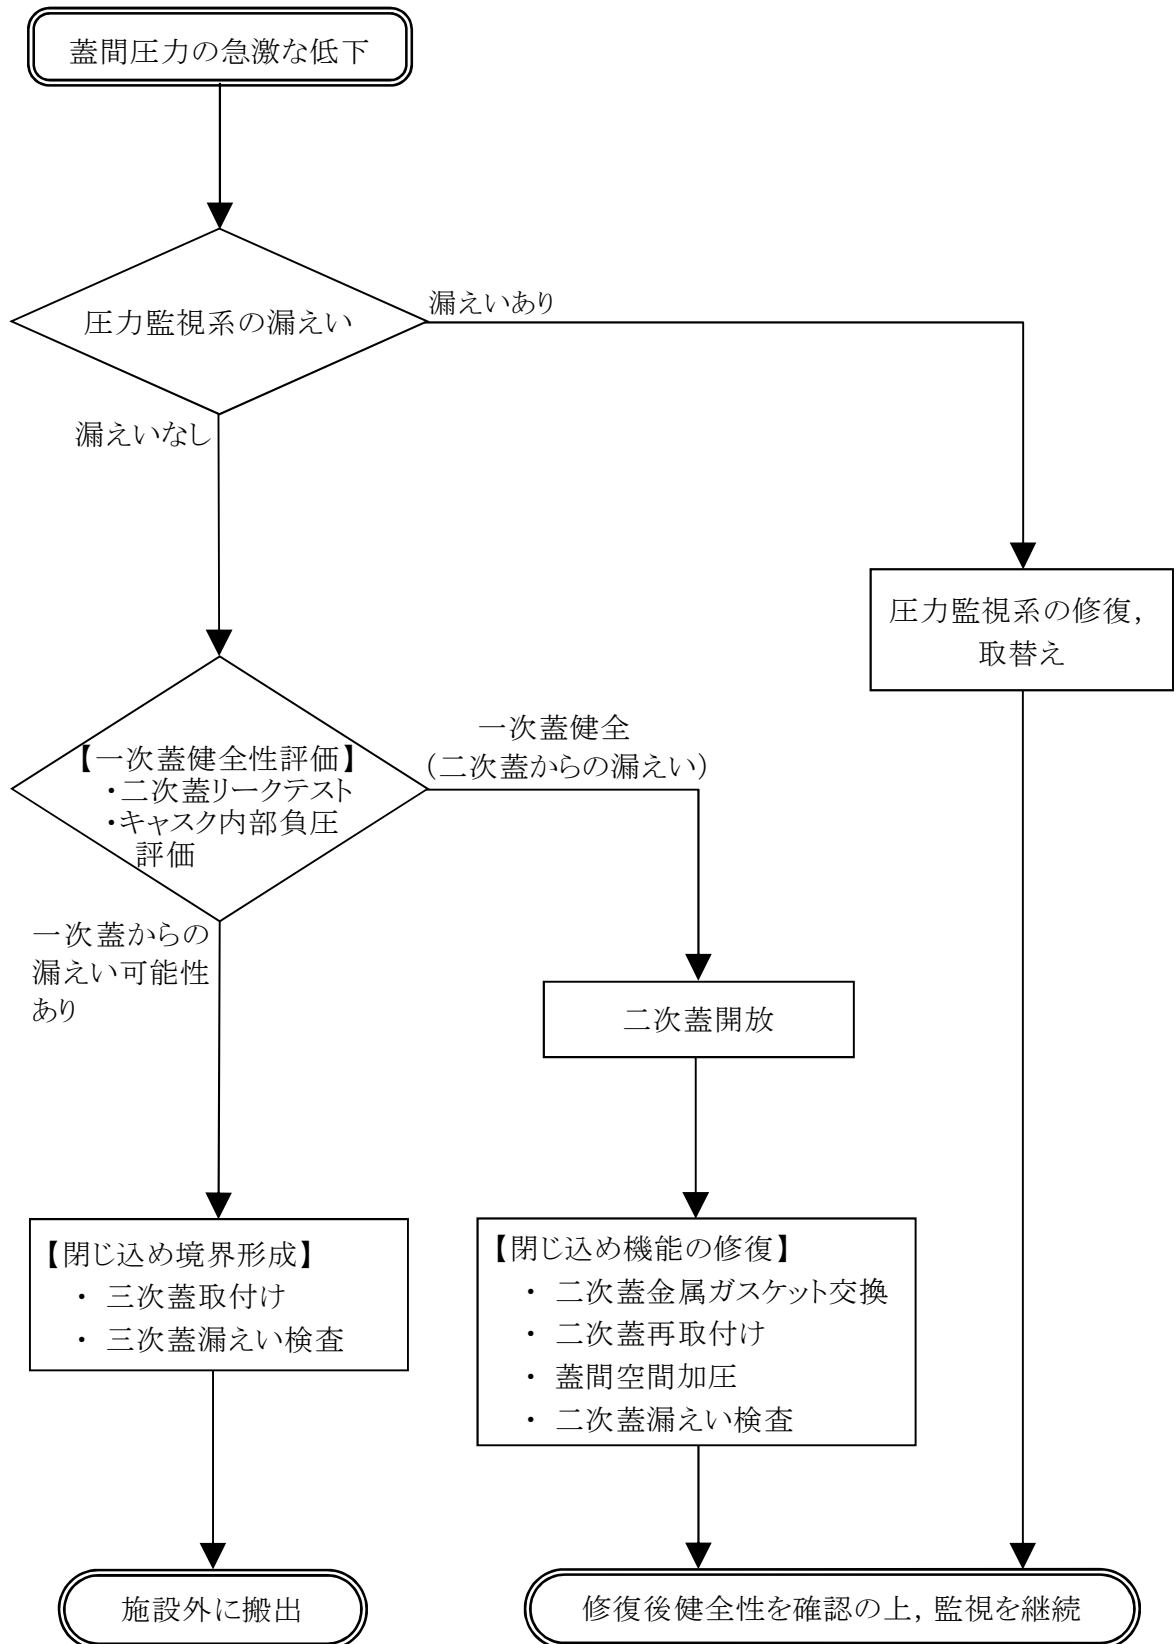 蓋間圧力の急激な低下
圧力監視系の漏えい
漏えいあり
漏えいなし
圧力監視系の修復，
取替え
【一次蓋健全性評価】
・二次蓋リークテスト
・キャスク内部負圧
評価
一次蓋健全
（二次蓋からの漏えい）
一次蓋からの
漏えい可能性
あり
二次蓋開放
【閉じ込め境界形成】
・ 三次蓋取付け
・ 三次蓋漏えい検査
【閉じ込め機能の修復】
・ 二次蓋金属ガスケット交換
・ 二次蓋再取付け
・ 蓋間空間加圧
・ 二次蓋漏えい検査
施設外に搬出
修復後健全性を確認の上，監視を継続